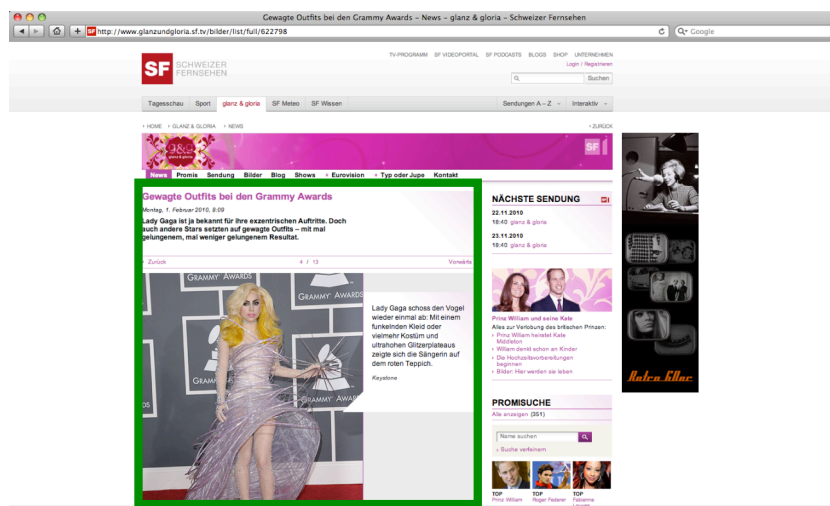 Gewagte Outfits bei den Grammy Awards – News – glanz & gloria – Schweizer Fernsehen
http://www.glanzundgloria.sf.tv/bilder/list/full/622798
Google
TV-PROGRAMM SF VIDEOPORTAL SF PODCASTS BLOGS SHOP UNTERNEHMEN
Login / Registrieren
SF SCHWEIZER
FERNSEHEN
Suchen
Tagesschau Sport glanz & gloria SF Meteo SF Wissen Sendungen A – Z Interaktiv
HOME GLANZ & GLORIA NEWS ZURÜCK
g&g
glanz & gloria
SF 1
News Promis Sendung Bilder Blog Shows Eurovision Typ oder Jupe Kontakt
Gewagte Outfits bei den Grammy Awards
Montag, 1. Februar 2010, 8:09
Lady Gaga ist ja bekannt für ihre exzentrischen Auftritte. Doch
auch andere Stars setzten auf gewagte Outfits – mit mal
gelungenem, mal weniger gelungenem Resultat.
Zurück 4 / 13 Vorwärts
GRAMMY AWARDS
GRAMMY AWARDS
GRAMMY AWAR
Lady Gaga schoss den Vogel
wieder einmal ab: Mit einem
funkelnden Kleid oder
vielmehr Kostüm und
ultrahohen Glitzerplateaus
zeigte sich die Sängerin auf
dem roten Teppich.
Keystone
NÄCHSTE SENDUNG
22.11.2010
18:40 glanz & gloria
23.11.2010
18:40 glanz & gloria
Prinz William und seine Kate
Alles zur Verlobung des britischen Prinzen:
Prinz William heiratet Kate
Middleton
William denkt schon an Kinder
Die Hochzeitsvorbereitungen
beginnen
Bilder: Hier werden sie leben
PROMISUCHE
Alle anzeigen (351)
Name suchen
Suche verfeinern
TOP TOP TOP
Prinz William Roger Federer Fabienne
Retro 60er